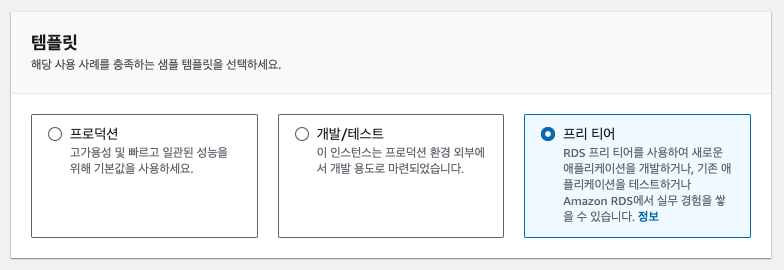 템플릿
해당 사용 사례를 충족하는 샘플 템플릿을 선택하세요.
프로덕션
고가용성 및 빠르고 일관된 성능을
위해 기본값을 사용하세요.
개발/테스트
이 인스턴스는 프로덕션 환경 외부에
서 개발 용도로 마련되었습니다.
프리 티어
RDS 프리 티어를 사용하여 새로운
애플리케이션을 개발하거나, 기존 애
플리케이션을 테스트하거나
Amazon RDS에서 실무 경험을 쌓
을 수 있습니다. 정보